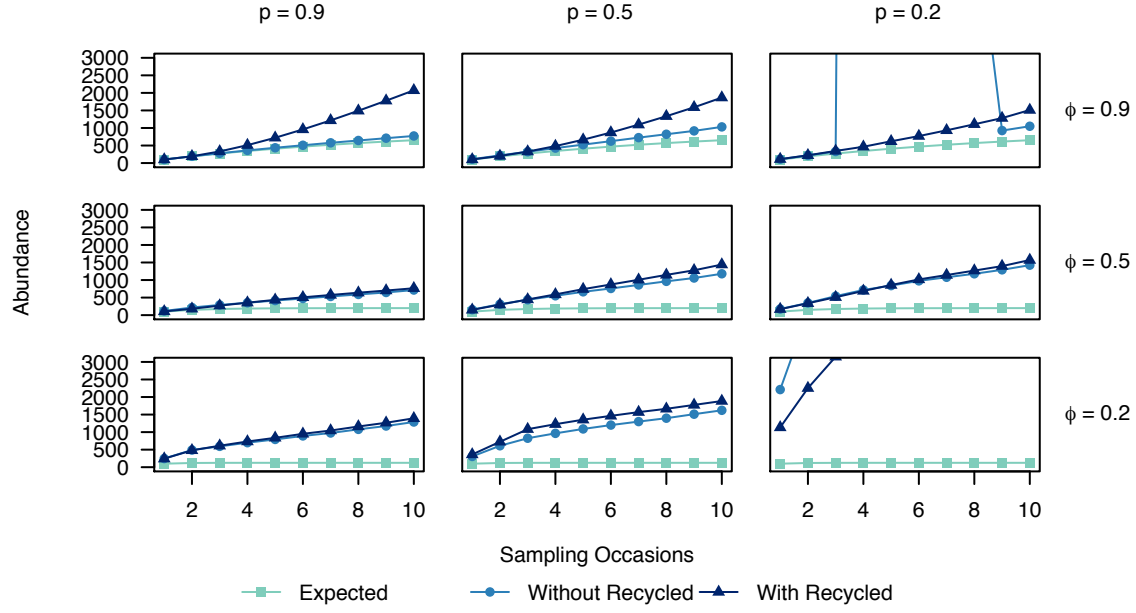 p = 0.9 p = 0.5 p = 0.2
3000
2500
2000
1500
1000
500
0
ϕ = 0.9
3000
2500
2000
1500
1000
500
0
ϕ = 0.5
3000
2500
2000
1500
1000
500
0
ϕ = 0.2
Abundance
2 4 6 8 10 2 4 6 8 10 2 4 6 8 10
Sampling Occasions
Expected Without Recycled With Recycled